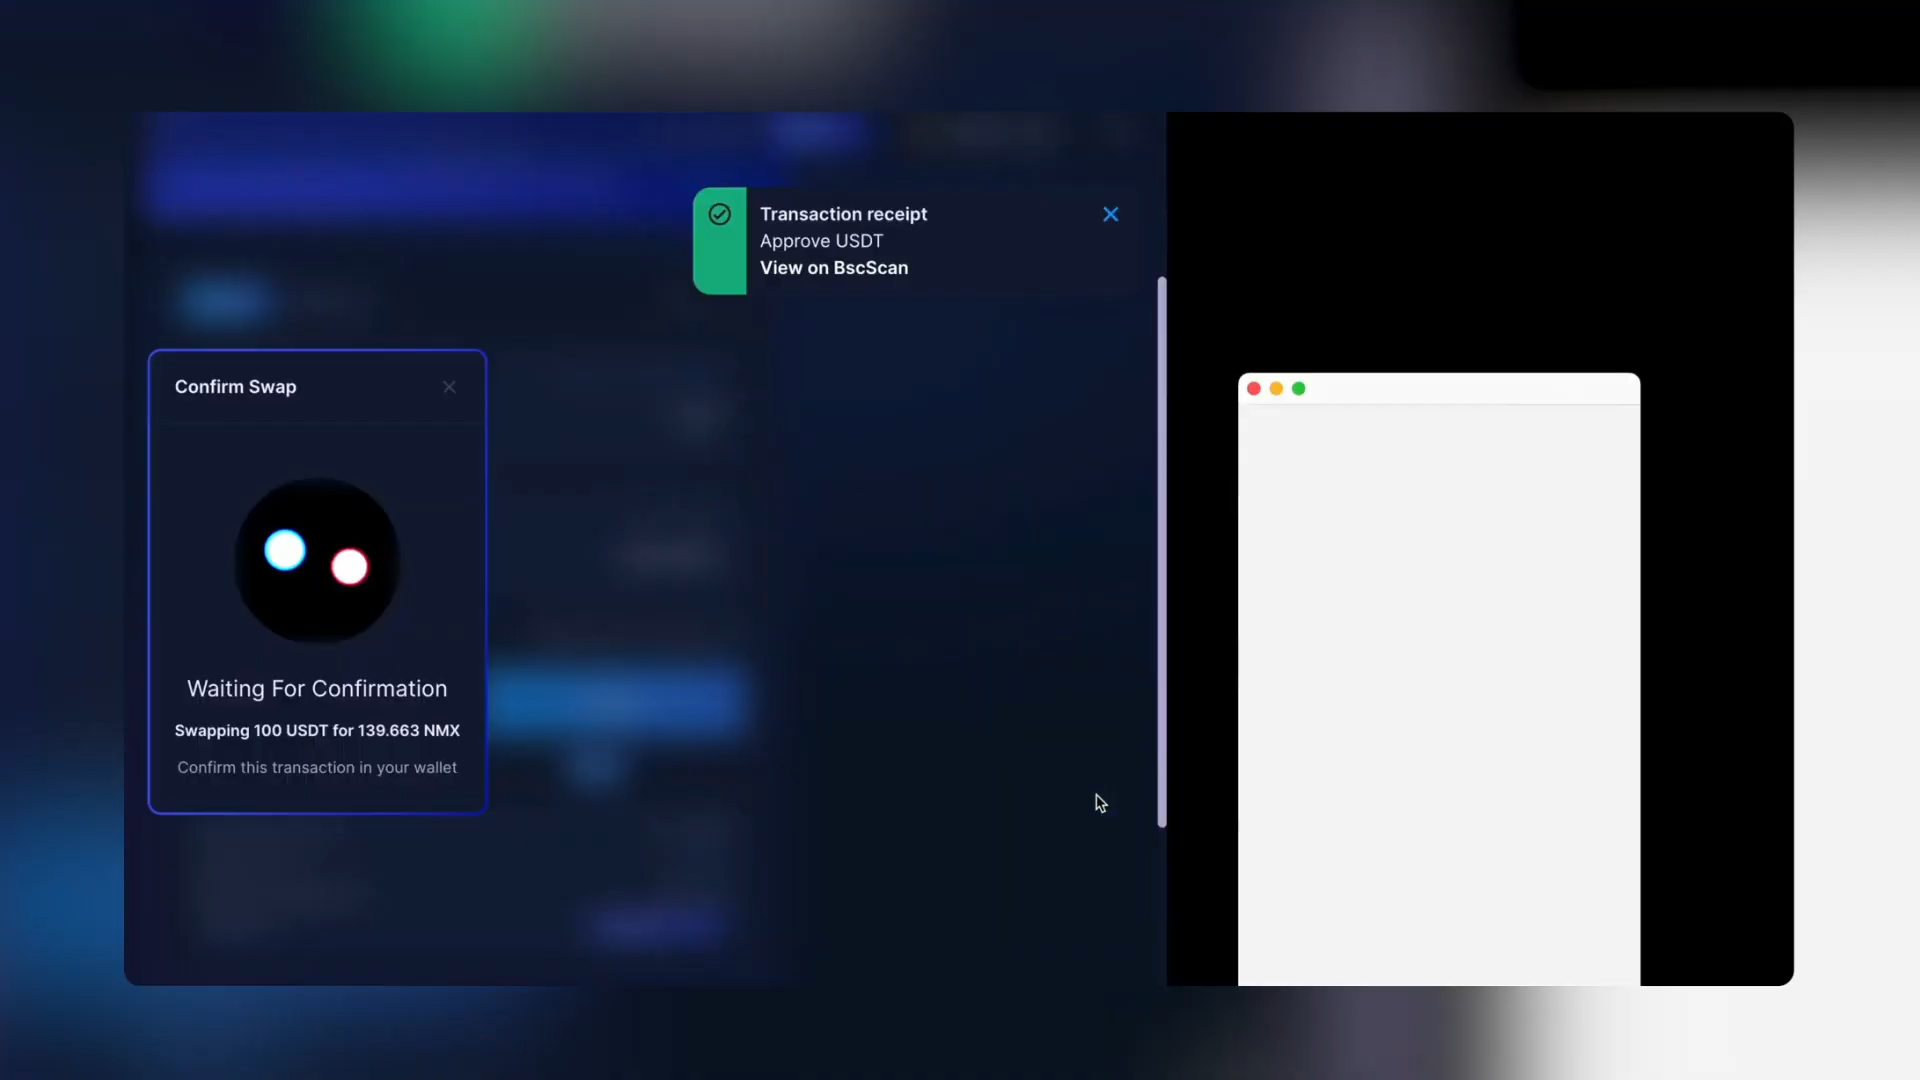 Transaction receipt
Approve USDT
View on BscScan
Confirm Swap
Waiting For Confirmation
Swapping 100 USDT for 139.663 NMX
Confirm this transaction in your wallet